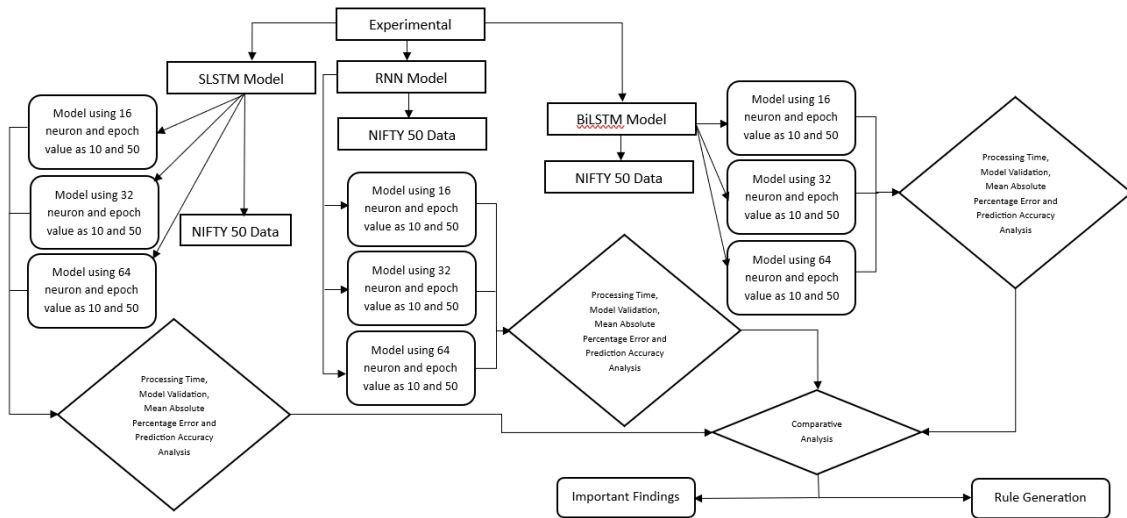 Experimental
SLSTM Model
RNN Model
BiLSTM Model
NIFTY 50 Data
NIFTY 50 Data
NIFTY 50 Data
Model using 16
neuron and epoch
value as 10 and 50
Model using 32
neuron and epoch
value as 10 and 50
Model using 64
neuron and epoch
value as 10 and 50
Processing Time,
Model Validation,
Mean Absolute
Percentage Error and
Prediction Accuracy
Analysis
Model using 16
neuron and epoch
value as 10 and 50
Model using 32
neuron and epoch
value as 10 and 50
Model using 64
neuron and epoch
value as 10 and 50
Processing Time,
Model Validation,
Mean Absolute
Percentage Error and
Prediction Accuracy
Analysis
Model using 16
neuron and epoch
value as 10 and 50
Model using 32
neuron and epoch
value as 10 and 50
Model using 64
neuron and epoch
value as 10 and 50
Processing Time,
Model Validation,
Mean Absolute
Percentage Error and
Prediction Accuracy
Analysis
Comparative
Analysis
Important Findings
Rule Generation